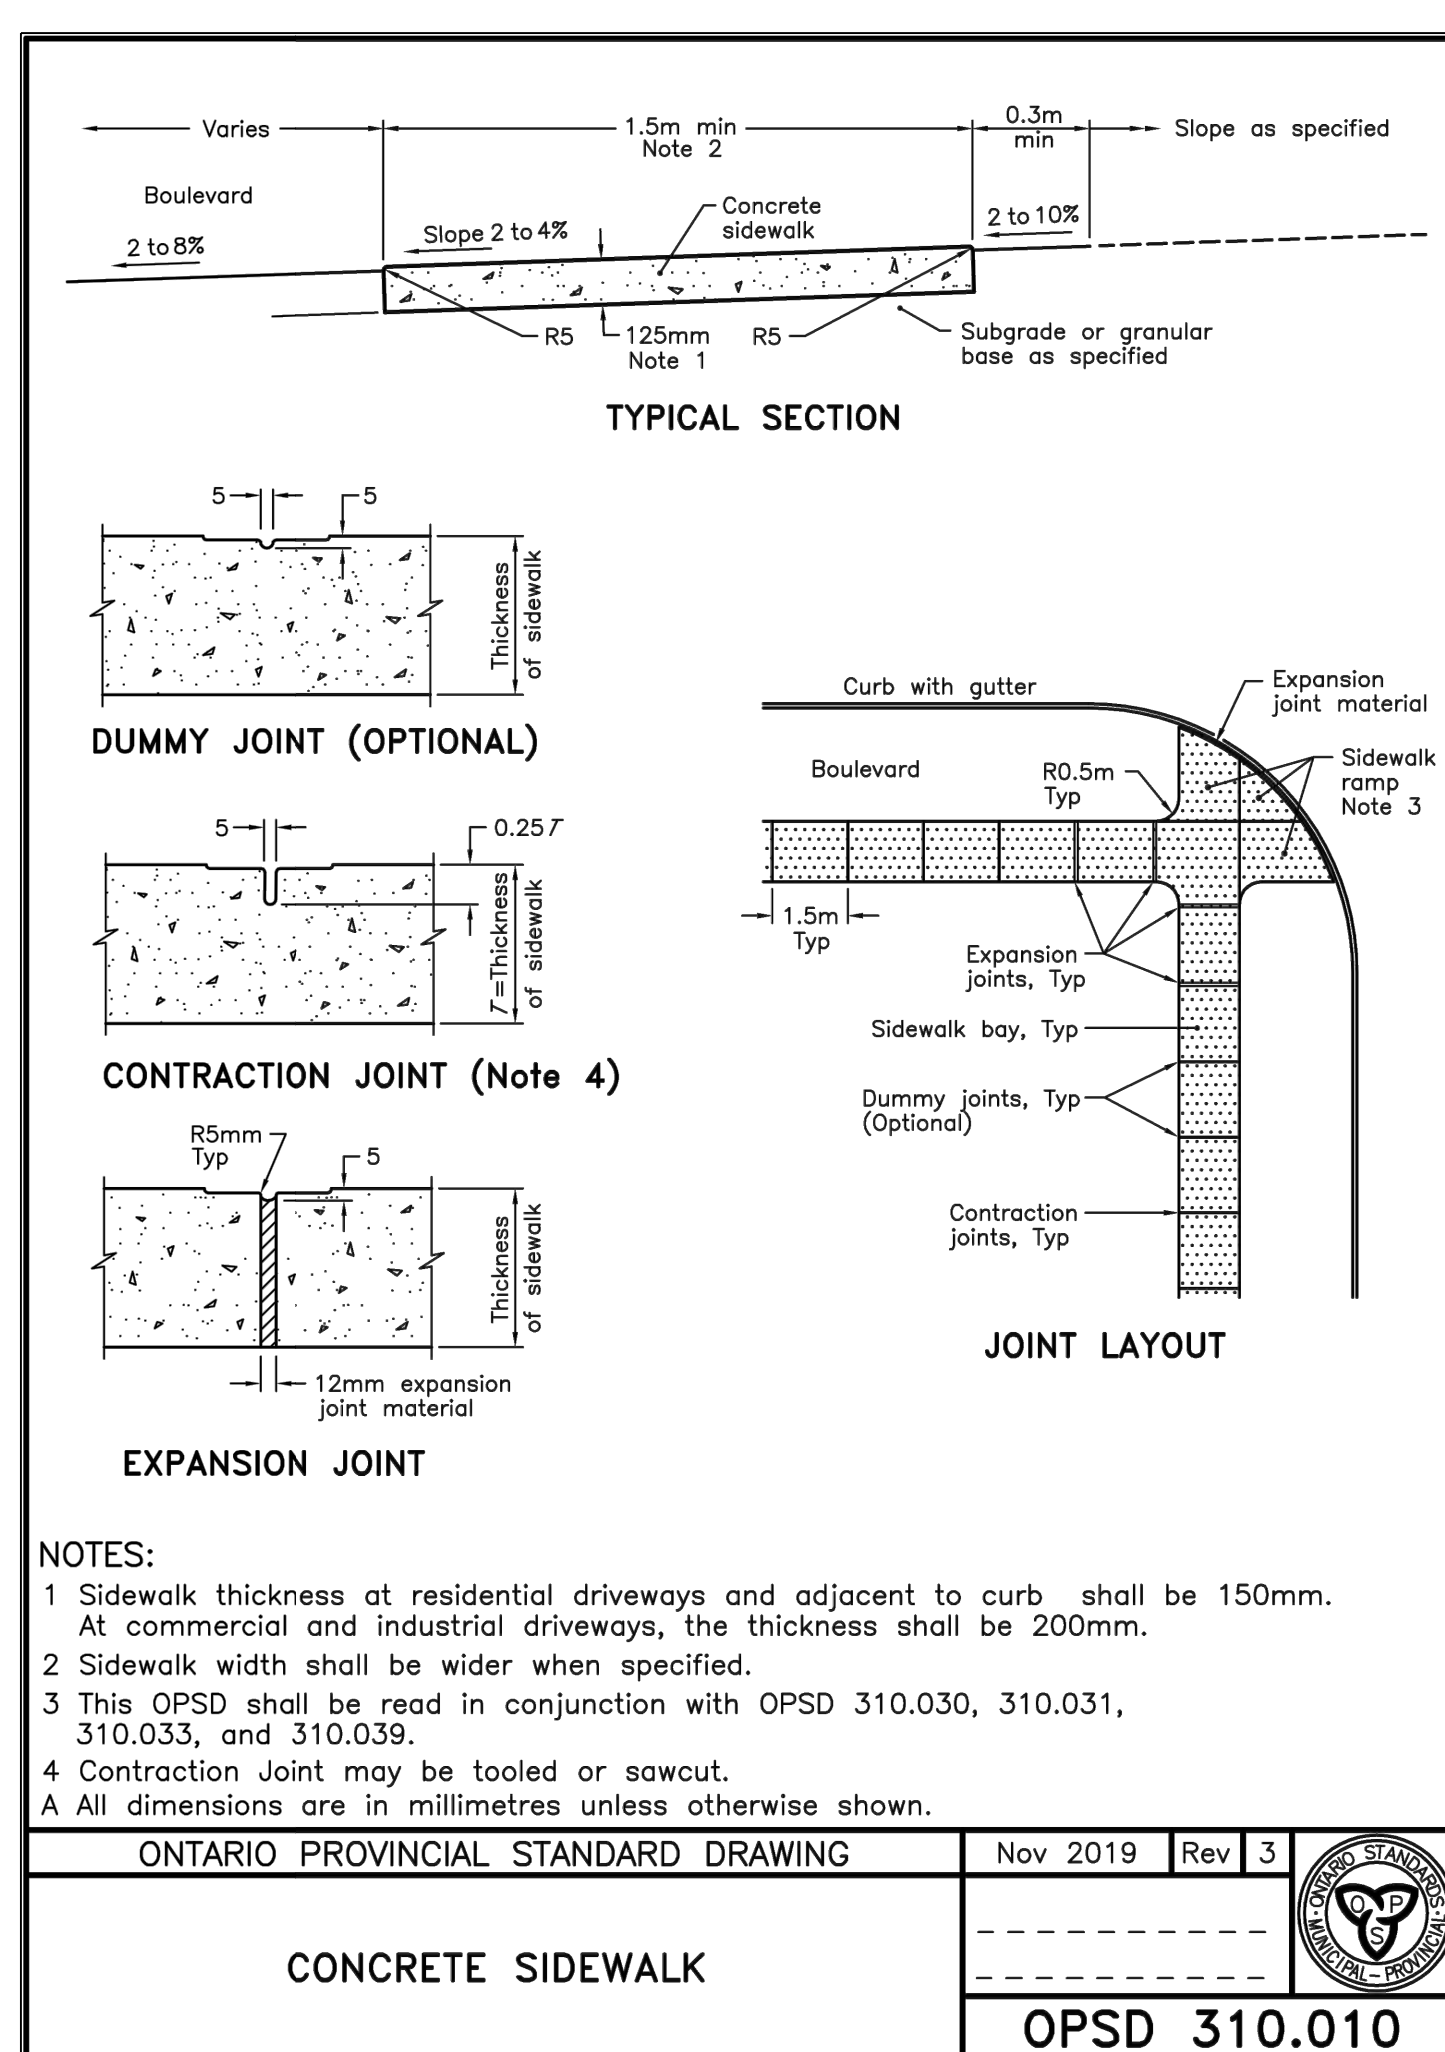 Varies
1.5m min
Note 2
0.3m
min
Slope as specified
Boulevard
2 to 8%
Slope 2 to 4%
Concrete
sidewalk
2 to 10%
R5
125mm
Note 1
R5
Subgrade or granular
base as specified
TYPICAL SECTION
5
5
Thickness
of sidewalk
DUMMY JOINT (OPTIONAL)
5
0.25T
T=Thickness
of sidewalk
CONTRACTION JOINT (Note 4)
R5mm
Typ
5
Thickness
of sidewalk
12mm expansion
joint material
EXPANSION JOINT
Curb with gutter
Expansion
joint material
Boulevard
R0.5m
Typ
Sidewalk
ramp
Note 3
1.5m
Typ
Expansion
joints, Typ
Sidewalk bay, Typ
Dummy joints, Typ
(Optional)
Contraction
joints, Typ
JOINT LAYOUT
NOTES:
1 Sidewalk thickness at residential driveways and adjacent to curb shall be 150mm.
At commercial and industrial driveways, the thickness shall be 200mm.
2 Sidewalk width shall be wider when specified.
3 This OPSD shall be read in conjunction with OPSD 310.030, 310.031,
310.033, and 310.039.
4 Contraction Joint may be tooled or sawcut.
A All dimensions are in millimetres unless otherwise shown.
ONTARIO PROVINCIAL STANDARD DRAWING
Nov 2019
Rev
3
ONTARIO STANDARDS
MUNICIPAL-PROVINCIAL
O P
S
CONCRETE SIDEWALK
OPSD 310.010